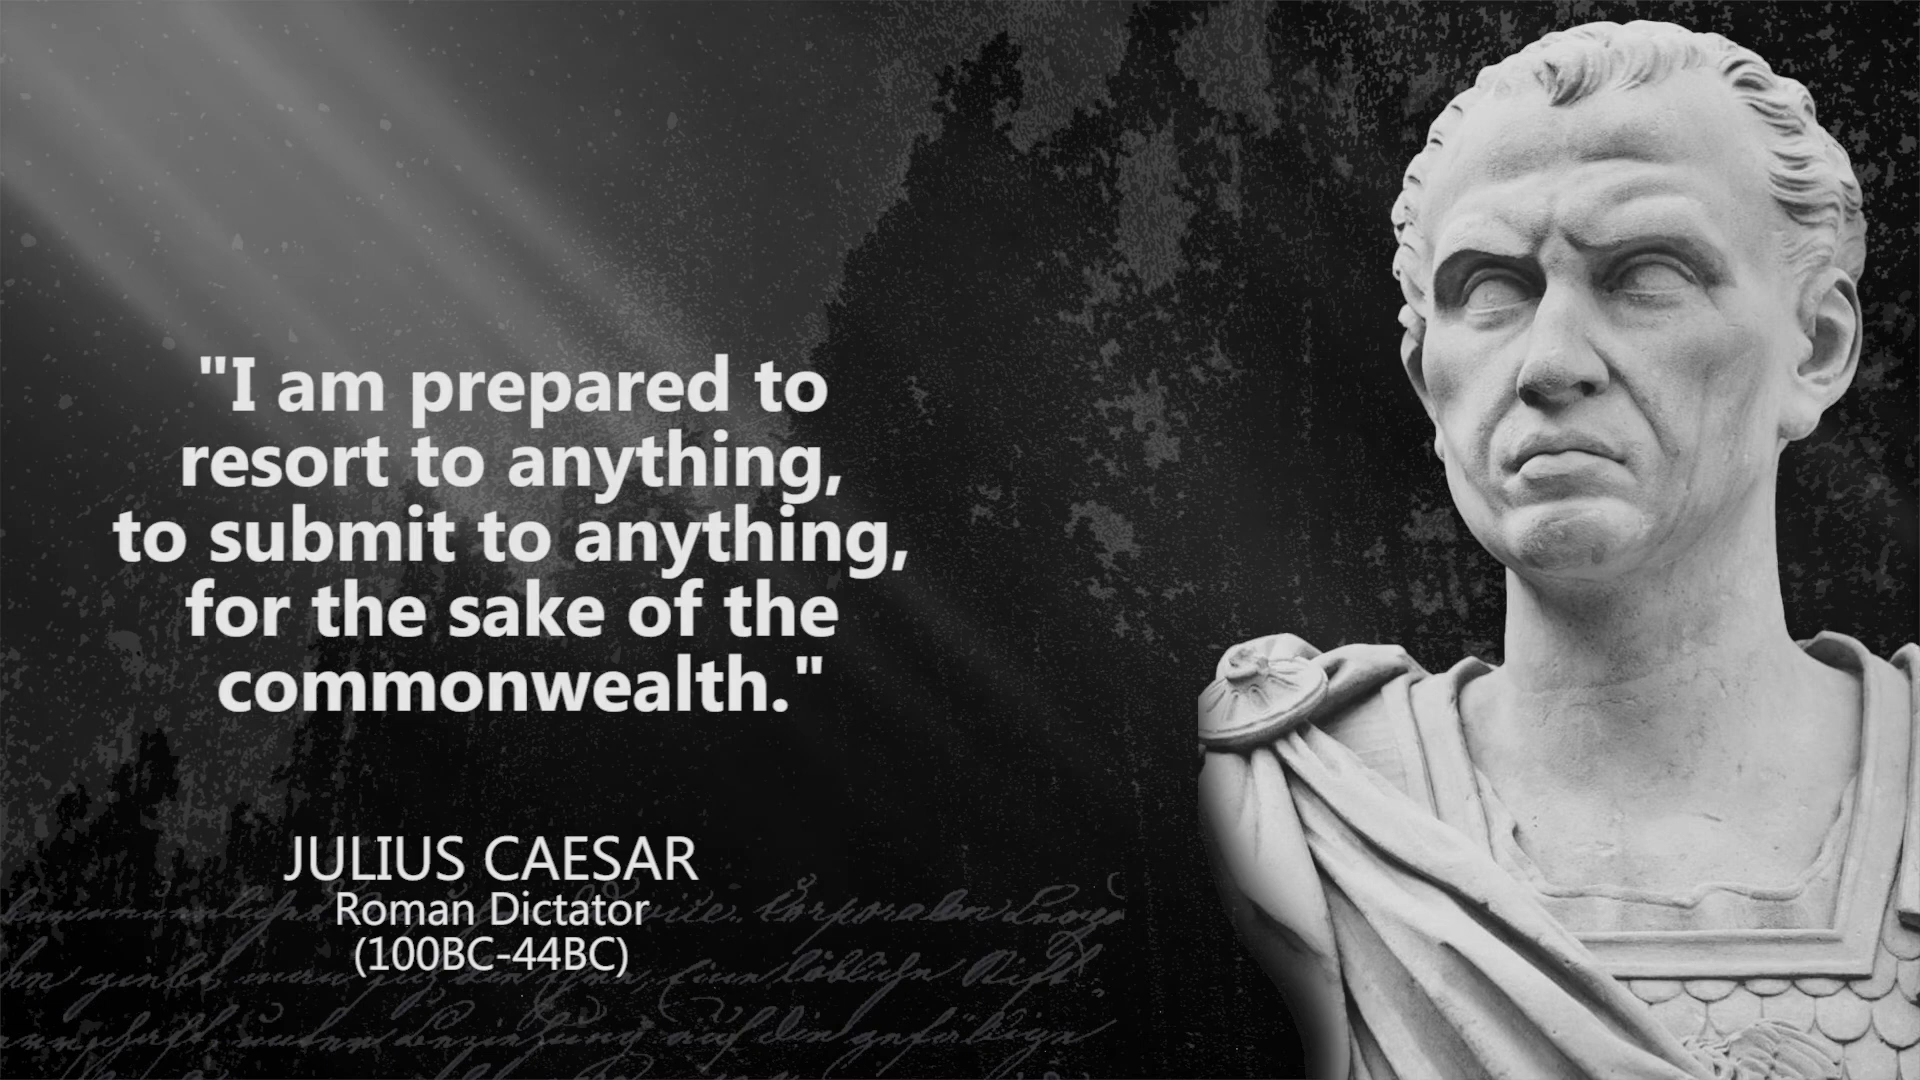 "I am prepared to
resort to anything,
to submit to anything,
for the sake of the
commonwealth."
JULIUS CAESAR
Roman Dictator
(100BC-44BC)